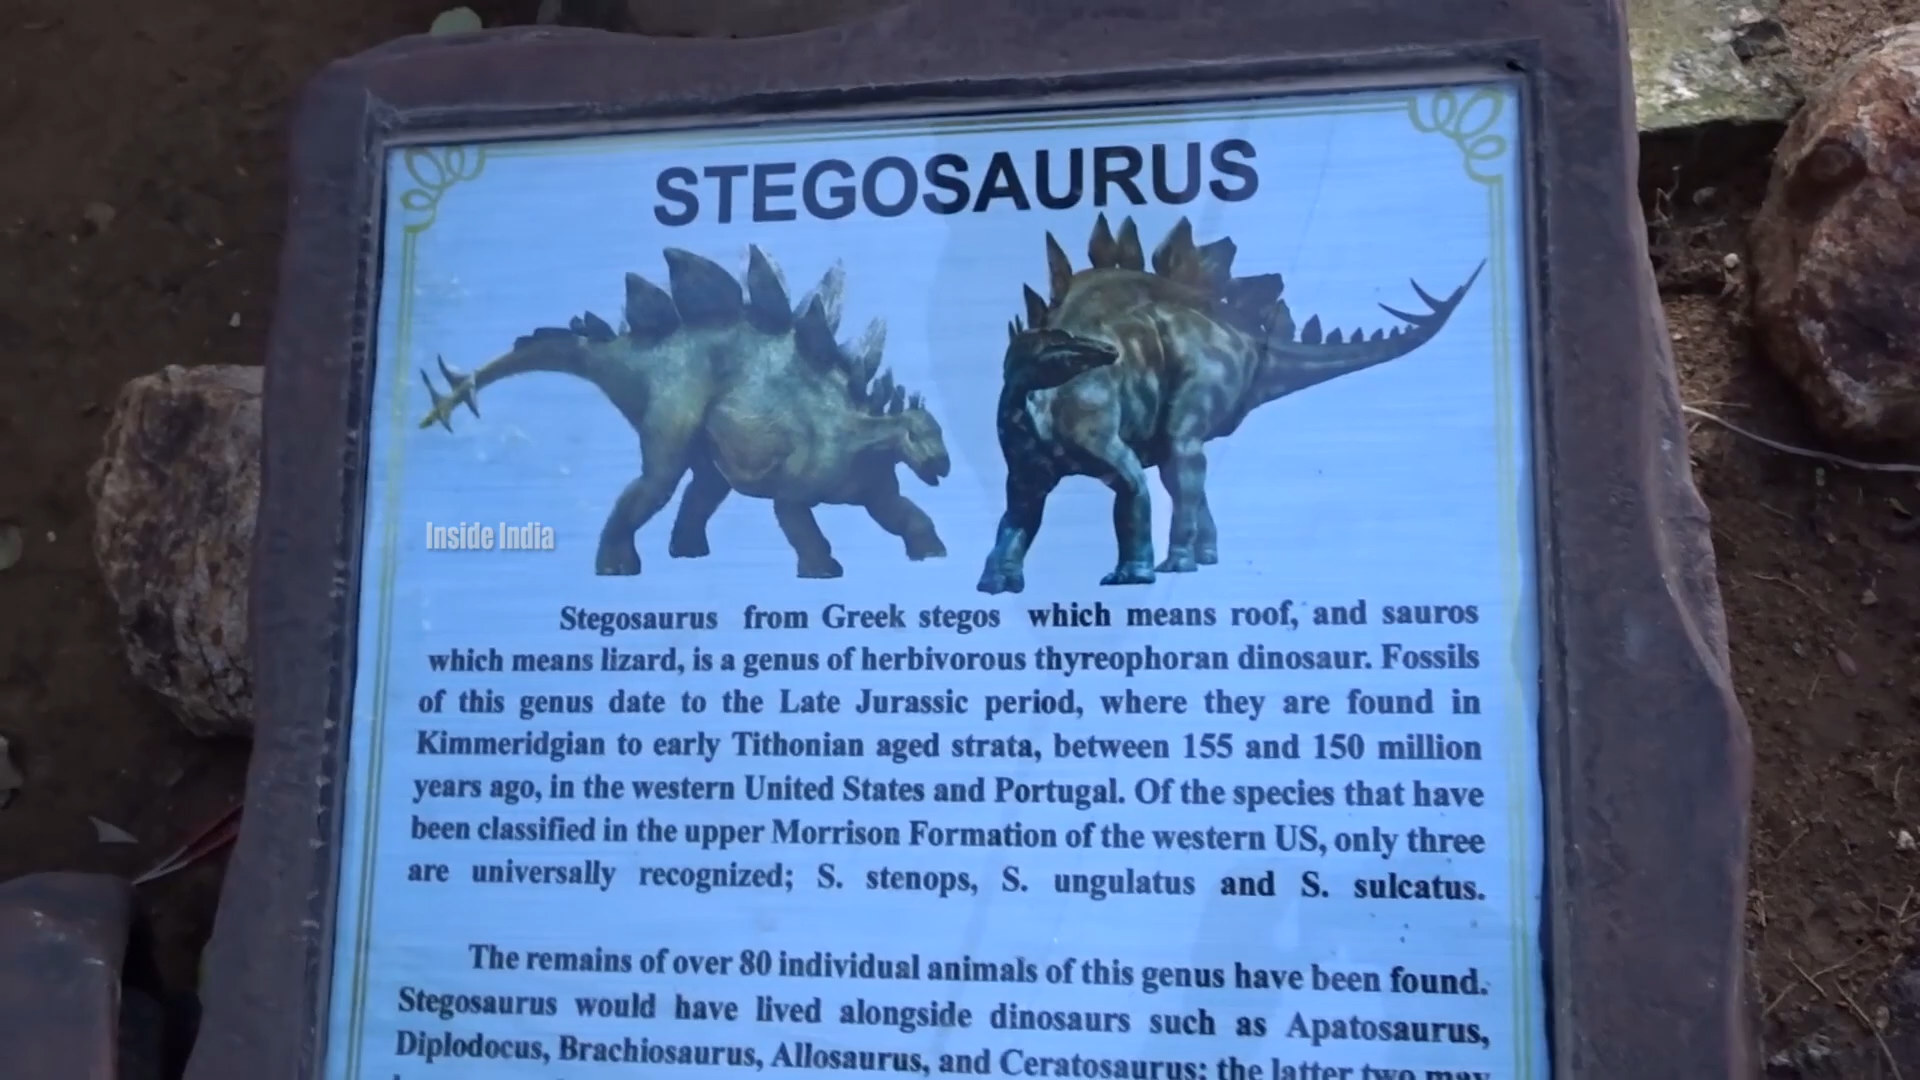 STEGOSAURUS
Inside India
Stegosaurus from Greek stegos which means roof, and sauros
which means lizard, is a genus of herbivorous thyreophoran dinosaur. Fossils
of this genus date to the Late Jurassic period, where they are found in
Kimmeridgian to early Tithonian aged strata, between 155 and 150 million
years ago, in the western United States and Portugal. Of the species that have
been classified in the upper Morrison Formation of the western US, only three
are universally recognized; S. stenops, S. ungulatus and S. sulcatus.
The remains of over 80 individual animals of this genus have been found.
Stegosaurus would have lived alongside dinosaurs such as Apatosaurus,
Diplodocus, Brachiosaurus, Allosaurus, and Ceratosaurus; the latter two may